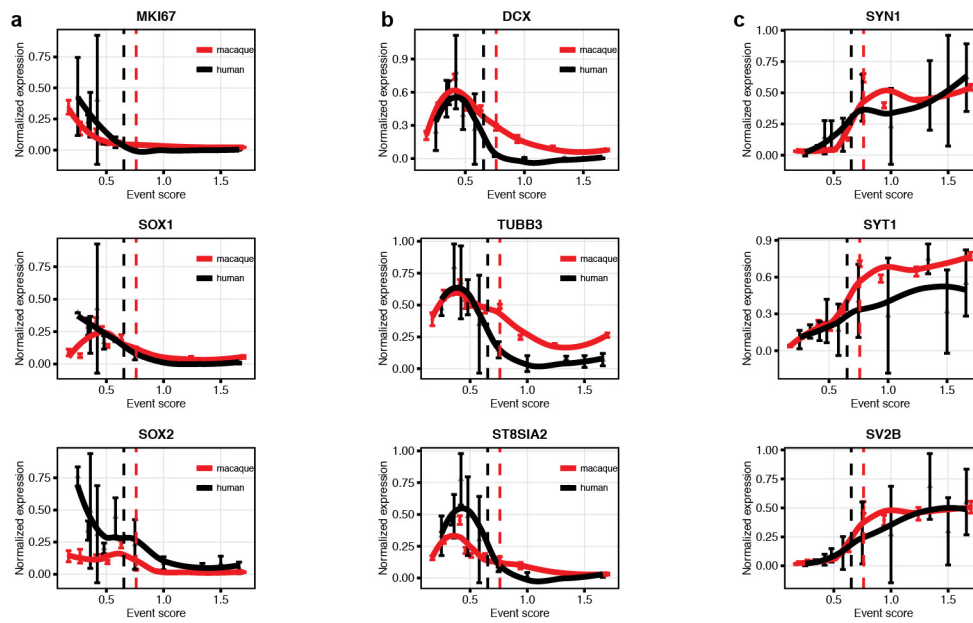 a
MKI67
Normalized expression
0.75
0.50
0.25
0.00
macaque
human
0.5
1.0
1.5
Event score
SOX1
Normalized expression
1.00
0.75
0.50
0.25
0.00
0.5
1.0
1.5
Event score
SOX2
Normalized expression
0.75
0.50
0.25
0.00
macaque
human
0.5
1.0
1.5
Event score
b
DCX
Normalized expression
0.9
0.6
0.3
0.0
macaque
human
0.5
1.0
1.5
Event score
TUBB3
Normalized expression
1.00
0.75
0.50
0.25
0.00
0.5
1.0
1.5
Event score
ST8SIA2
Normalized expression
1.00
0.75
0.50
0.25
0.00
macaque
human
0.5
1.0
1.5
Event score
c
SYN1
Normalized expression
1.00
0.75
0.50
0.25
0.00
0.5
1.0
1.5
Event score
SYT1
Normalized expression
0.9
0.6
0.3
0.0
0.5
1.0
1.5
Event score
SV2B
Normalized expression
1.00
0.75
0.50
0.25
0.00
0.5
1.0
1.5
Event score